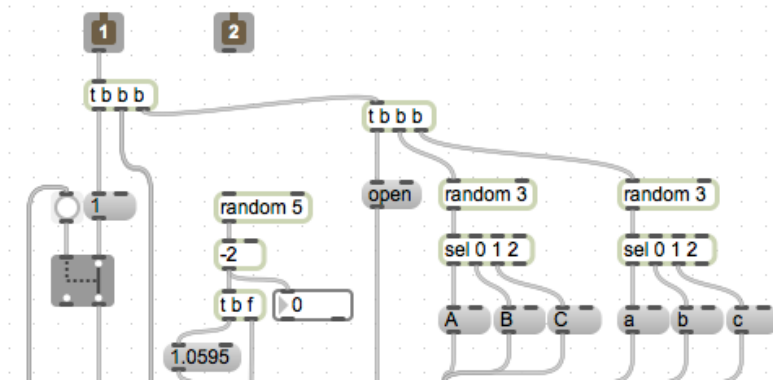 1
2
t b b b
t b b b
1
random 5
open
random 3
random 3
-2
sel 0 1 2
sel 0 1 2
t b f
0
A
B
C
a
b
c
1.0595